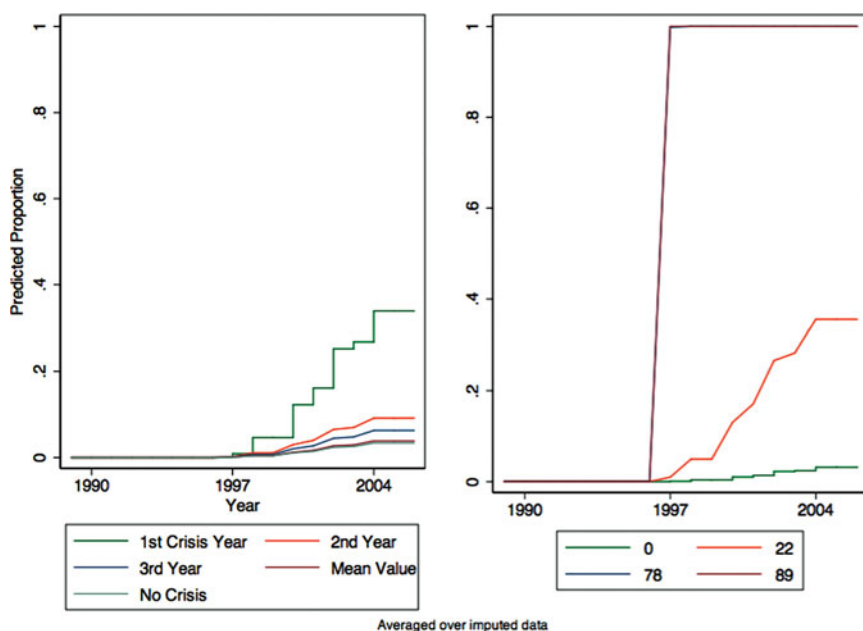 Predicted Proportion
1
.8
.6
.4
.2
0
1990
1997
2004
Year
1st Crisis Year
2nd Year
3rd Year
Mean Value
No Crisis
1
.8
.6
.4
.2
0
1990
1997
2004
0
22
78
89
Averaged over imputed data